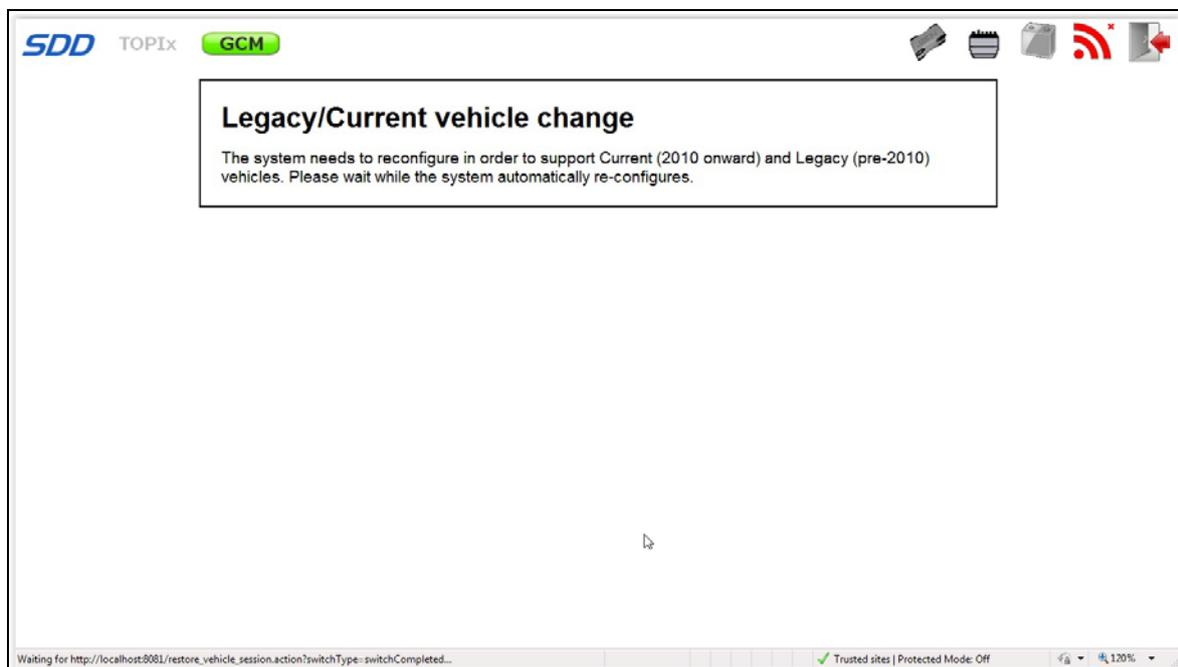 SDD TOPIx GCM
Legacy/Current vehicle change
The system needs to reconfigure in order to support Current (2010 onward) and Legacy (pre-2010)
vehicles. Please wait while the system automatically re-configures.
Waiting for http://localhost:8081/restore_vehicle_session.action?switchType=switchCompleted... Trusted sites | Protected Mode: Off 120%